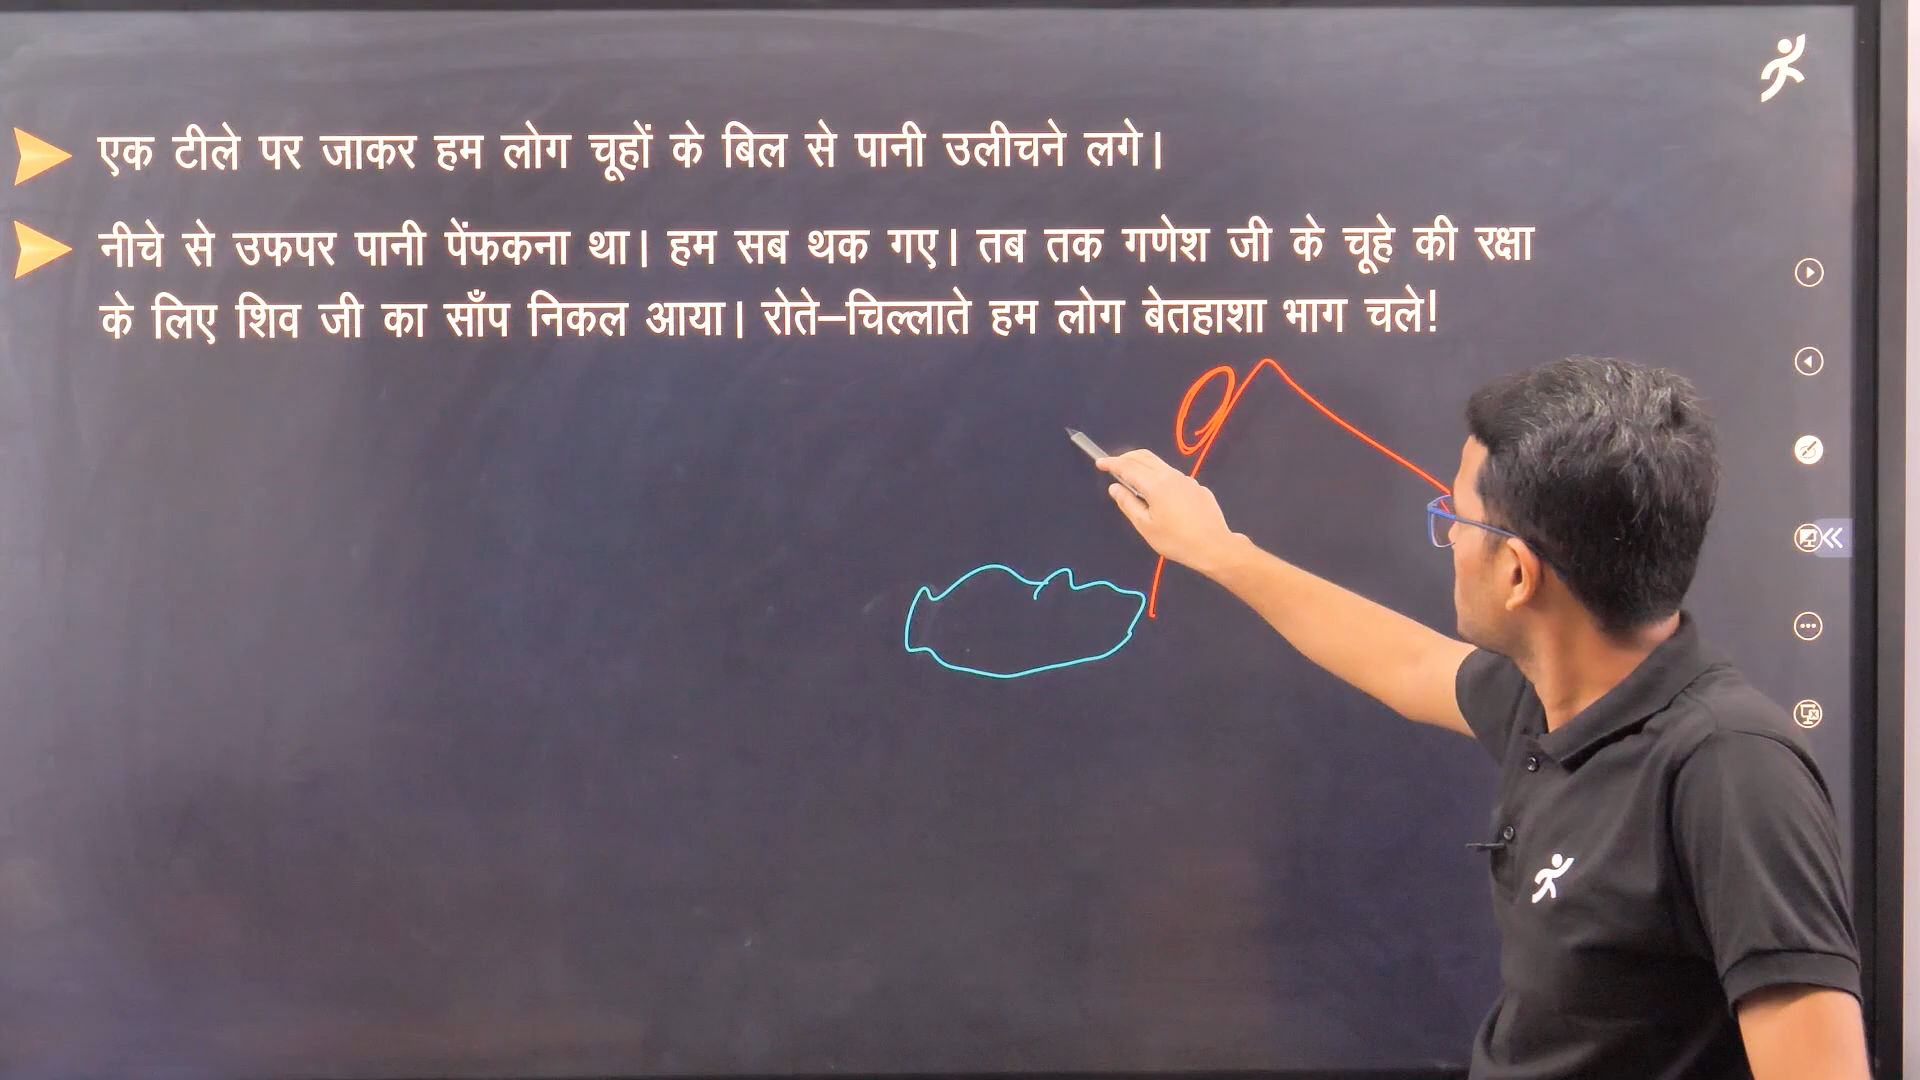 एक टीले पर जाकर हम लोग चूहों के बिल से पानी उलीचने लगे।
नीचे से उफपर पानी पेंफकना था। हम सब थक गए। तब तक गणेश जी के चूहे की रक्षा
के लिए शिव जी का साँप निकल आया। रोते–चिल्लाते हम लोग बेतहाशा भाग चले!